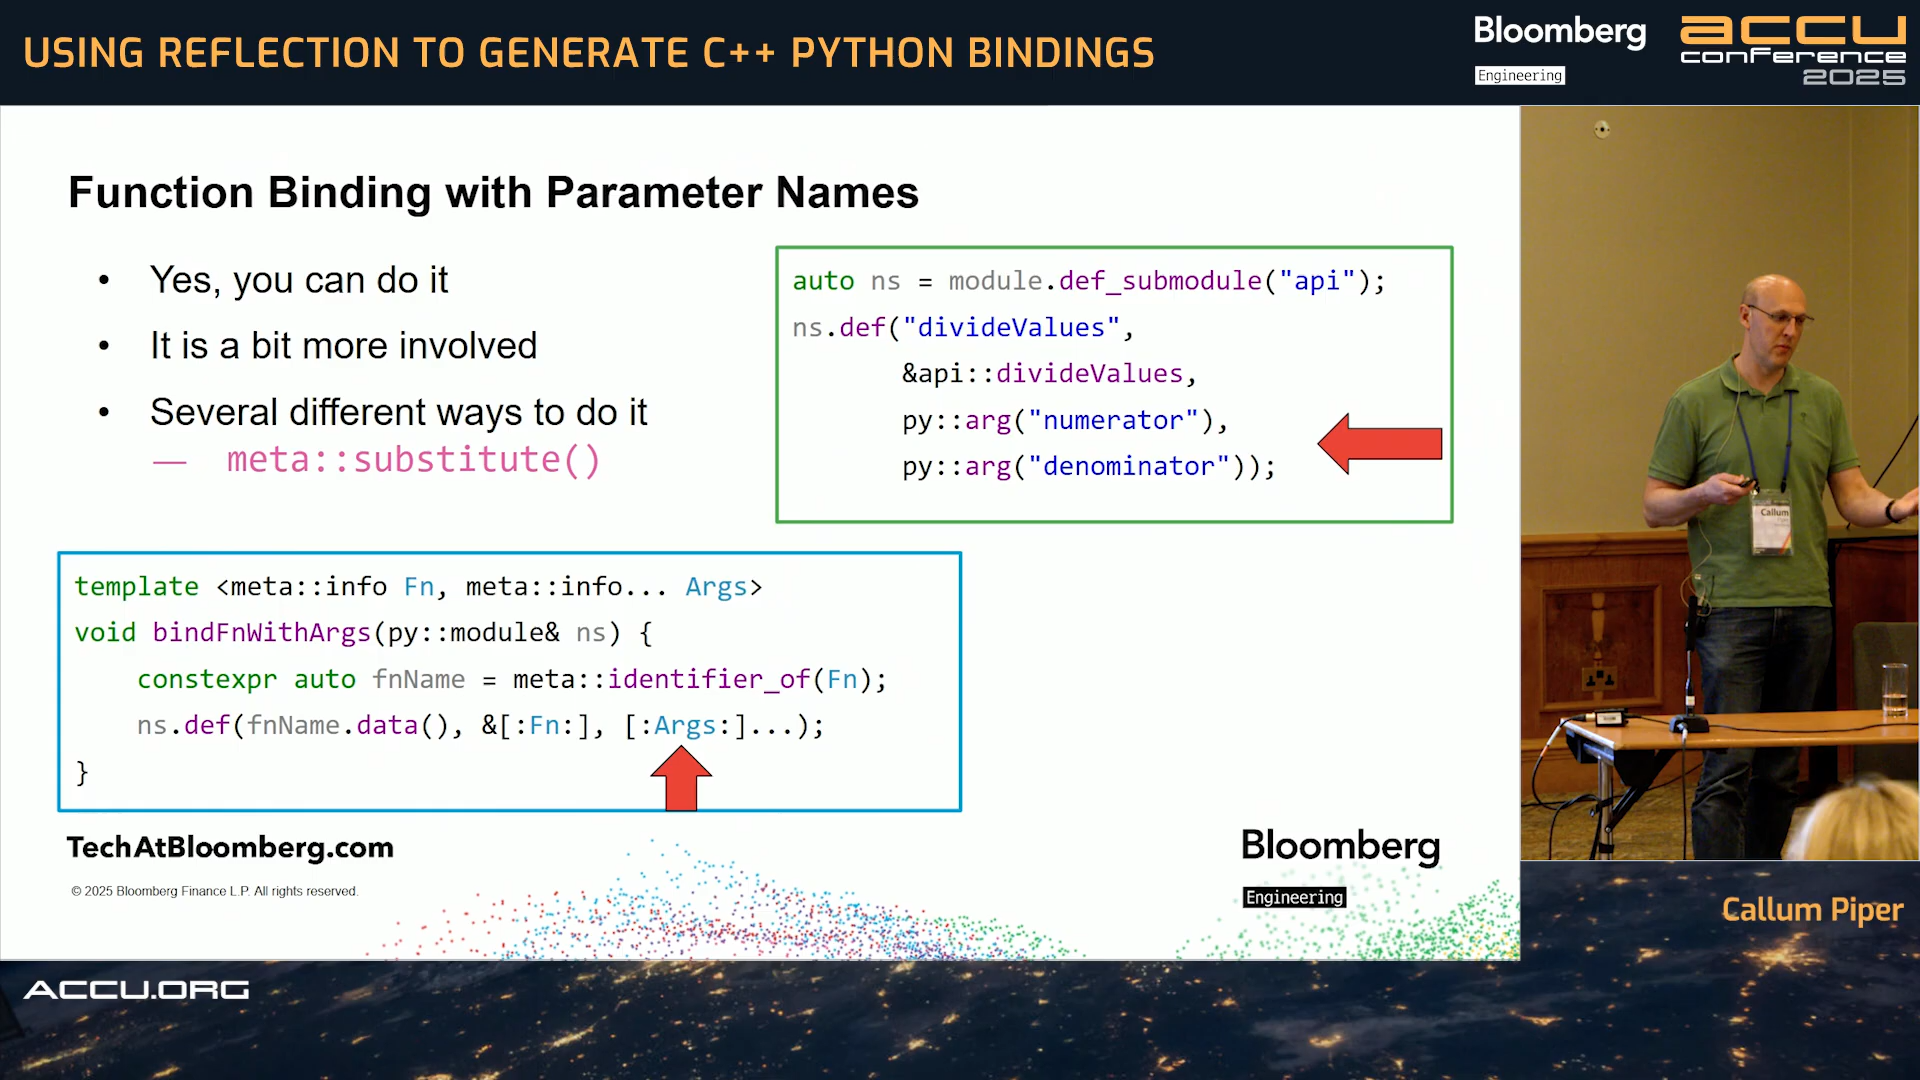 USING REFLECTION TO GENERATE C++ PYTHON BINDINGS
Bloomberg
Engineering
accu
conference
2025
Function Binding with Parameter Names
• Yes, you can do it
• It is a bit more involved
• Several different ways to do it
— meta::substitute()
auto ns = module.def_submodule("api");
ns.def("divideValues",
&api::divideValues,
py::arg("numerator"),
py::arg("denominator"));
template <meta::info Fn, meta::info... Args>
void bindFnWithArgs(py::module& ns) {
constexpr auto fnName = meta::identifier_of(Fn);
ns.def(fnName.data(), &[:Fn:], [:Args:]...);
}
TechAtBloomberg.com
© 2025 Bloomberg Finance L.P. All rights reserved.
Bloomberg
Engineering
Callum
Callum Piper
ACCU.ORG